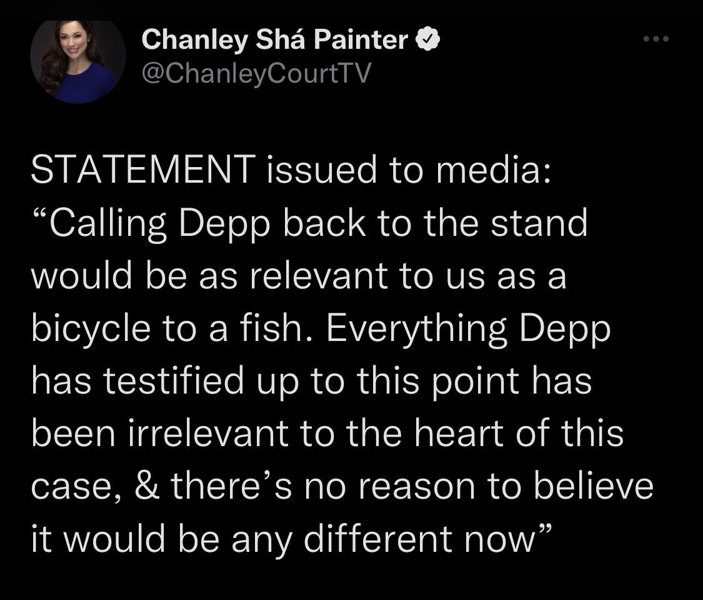 Chanley Shá Painter
@ChanleyCourtTV
STATEMENT issued to media:
“Calling Depp back to the stand
would be as relevant to us as a
bicycle to a fish. Everything Depp
has testified up to this point has
been irrelevant to the heart of this
case, & there’s no reason to believe
it would be any different now”